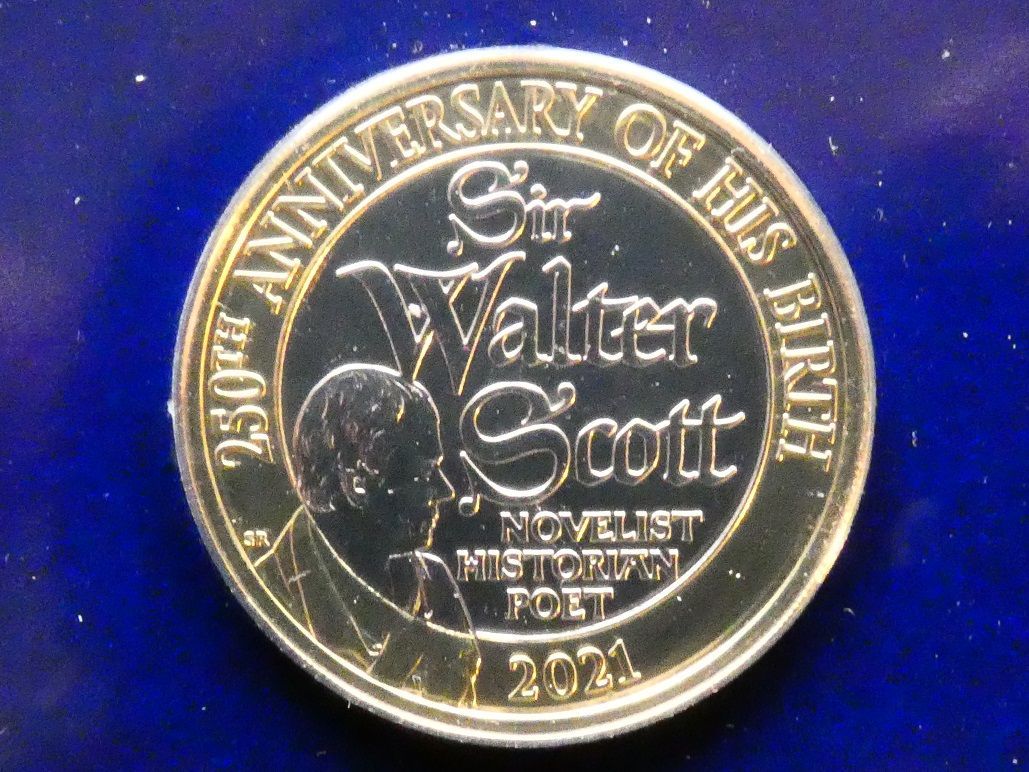 250TH ANNIVERSARY OF HIS BIRTH
Sir
Walter
Scott
NOVELIST
HISTORIAN
POET
SR
2021